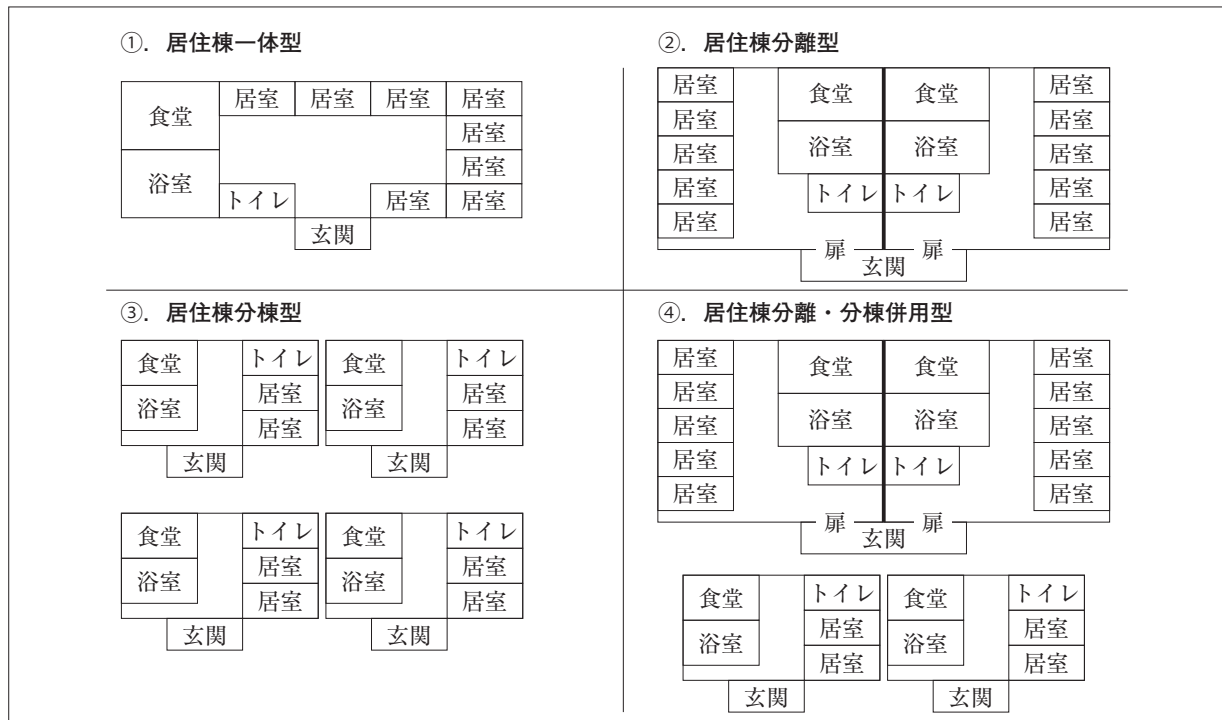 ①. 居住棟一体型
食堂
居室 居室 居室 居室
居室
居室
浴室
トイレ 居室 居室
玄関
②. 居住棟分離型
居室 食堂 食堂 居室
居室 居室
居室 浴室 浴室 居室
居室 トイレ トイレ 居室
居室 居室
扉 扉
玄関
③. 居住棟分棟型
食堂 トイレ 食堂 トイレ
浴室 居室 浴室 居室
居室 居室
玄関 玄関
食堂 トイレ 食堂 トイレ
浴室 居室 浴室 居室
居室 居室
玄関 玄関
④. 居住棟分離・分棟併用型
居室 食堂 食堂 居室
居室 居室
居室 浴室 浴室 居室
居室 トイレ トイレ 居室
居室 居室
扉 扉
玄関
食堂 トイレ 食堂 トイレ
浴室 居室 浴室 居室
居室 居室
玄関 玄関